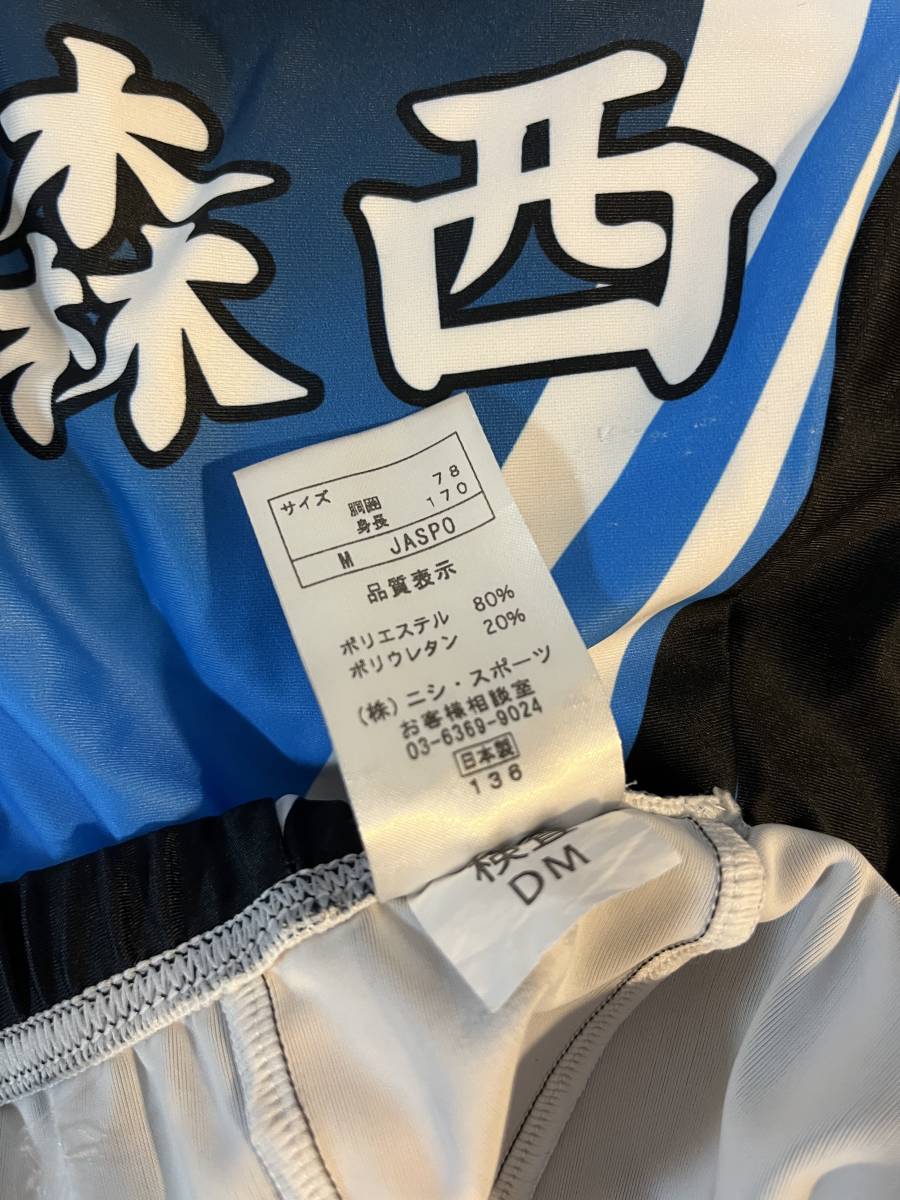 森西
サイズ
胴囲 78
身長 170
M JASPO
品質表示
ポリエステル 80%
ポリウレタン 20%
(株)ニシ・スポーツ
お客様相談室
03-6369-9024
日本製
136
検査
DM